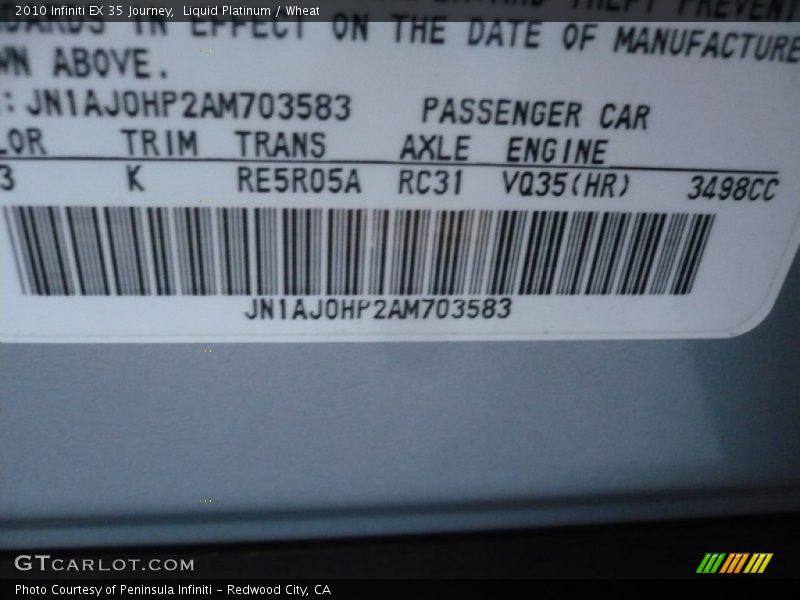 2010 Infiniti EX 35 Journey,  Liquid Platinum / Wheat
THEFT PREVENT
IN EFFECT ON THE DATE OF MANUFACTURE
WN ABOVE.
: JN1AJ0HP2AM703583 PASSENGER CAR
LOR TRIM TRANS AXLE ENGINE
3 K RE5R05A RC31 VQ35(HR) 3498CC
JN1AJ0HP2AM703583
GTCARLOT.COM
Photo Courtesy of Peninsula Infiniti - Redwood City, CA